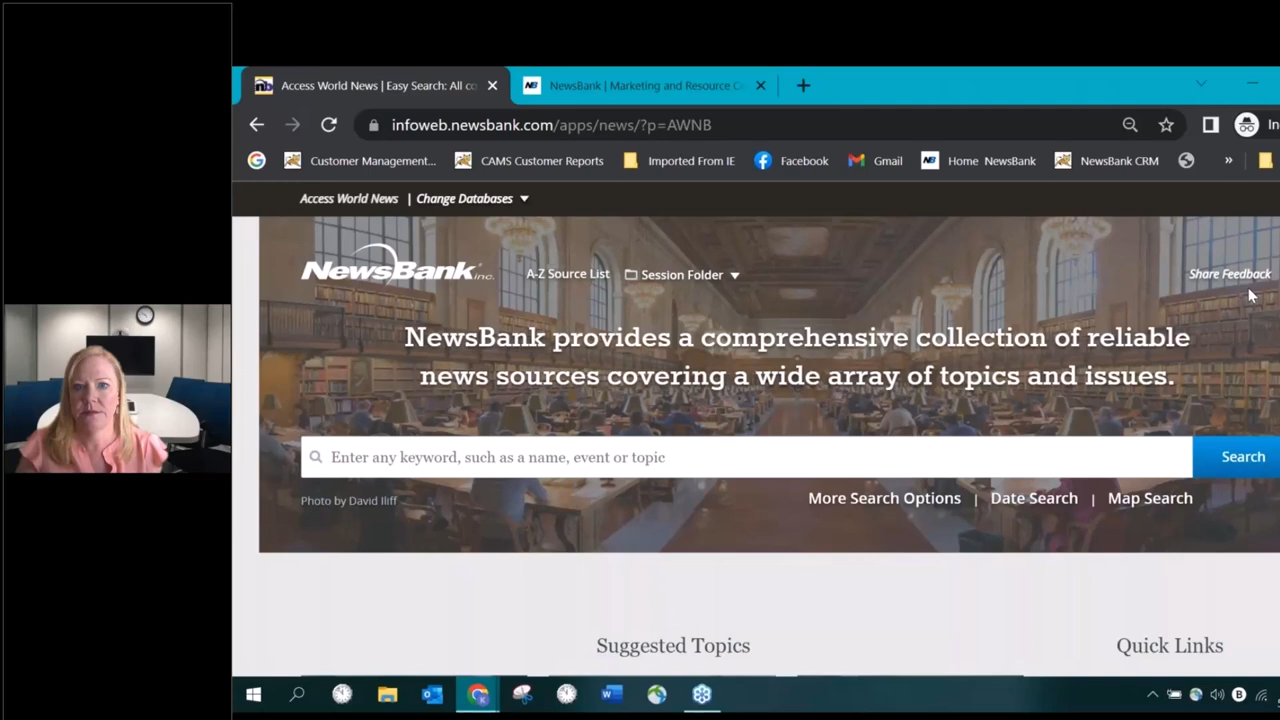 Access World News | Easy Search: All co
NewsBank | Marketing and Resource C
infoweb.newsbank.com/apps/news/?p=AWNB
In
Customer Management... CAMS Customer Reports Imported From IE Facebook Gmail Home NewsBank NewsBank CRM »
Access World News | Change Databases
NewsBank inc. A-Z Source List Session Folder Share Feedback
NewsBank provides a comprehensive collection of reliable
news sources covering a wide array of topics and issues.
Enter any keyword, such as a name, event or topic Search
Photo by David Iliff More Search Options | Date Search | Map Search
Suggested Topics Quick Links